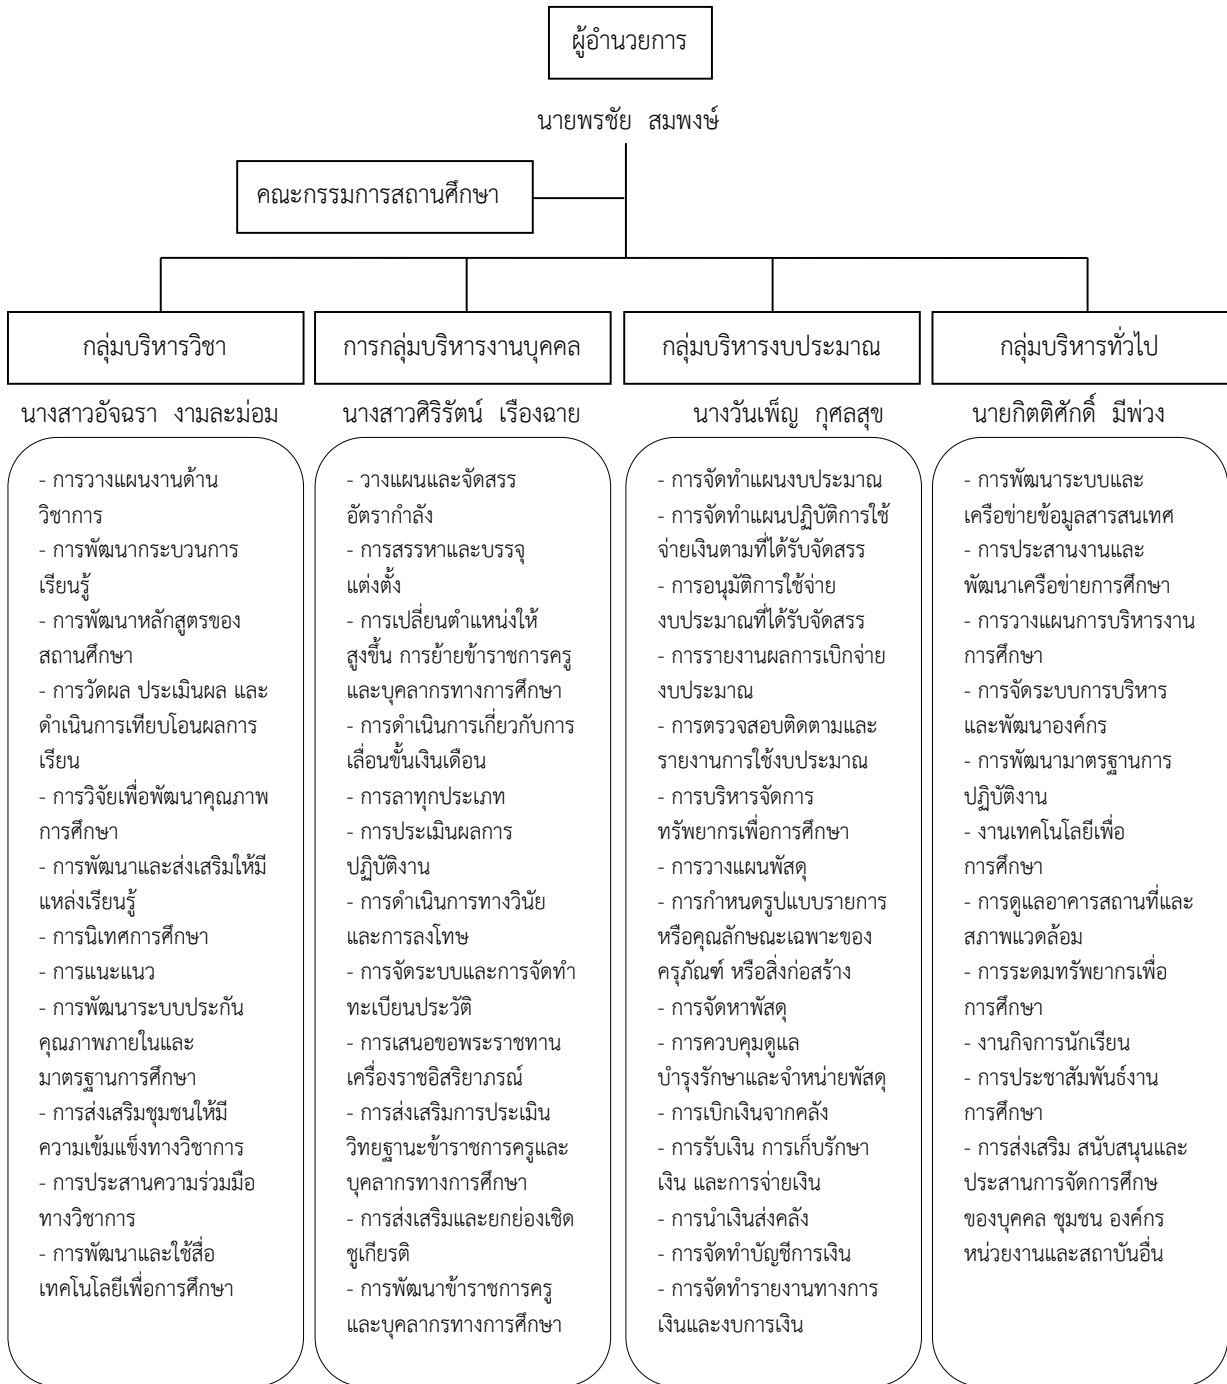 ผู้อำนวยการ
นายพรชัย สมพงษ์
คณะกรรมการสถานศึกษา
กลุ่มบริหารวิชา
นางสาวอัจฉรา งามละม่อม
- การวางแผนงานด้าน
วิชาการ
- การพัฒนากระบวนการ
เรียนรู้
- การพัฒนาหลักสูตรของ
สถานศึกษา
- การวัดผล ประเมินผล และ
ดำเนินการเทียบโอนผลการ
เรียน
- การวิจัยเพื่อพัฒนาคุณภาพ
การศึกษา
- การพัฒนาและส่งเสริมให้มี
แหล่งเรียนรู้
- การนิเทศการศึกษา
- การแนะแนว
- การพัฒนาระบบประกัน
คุณภาพภายในและ
มาตรฐานการศึกษา
- การส่งเสริมชุมชนให้มี
ความเข้มแข็งทางวิชาการ
- การประสานความร่วมมือ
ทางวิชาการ
- การพัฒนาและใช้สื่อ
เทคโนโลยีเพื่อการศึกษา
การกลุ่มบริหารงานบุคคล
นางสาวศิริรัตน์ เรืองฉาย
- วางแผนและจัดสรร
อัตรากำลัง
- การสรรหาและบรรจุ
แต่งตั้ง
- การเปลี่ยนตำแหน่งให้
สูงขึ้น การย้ายข้าราชการครู
และบุคลากรทางการศึกษา
- การดำเนินการเกี่ยวกับการ
เลื่อนขั้นเงินเดือน
- การลาทุกประเภท
- การประเมินผลการ
ปฏิบัติงาน
- การดำเนินการทางวินัย
และการลงโทษ
- การจัดระบบและการจัดทำ
ทะเบียนประวัติ
- การเสนอขอพระราชทาน
เครื่องราชอิสริยาภรณ์
- การส่งเสริมการประเมิน
วิทยฐานะข้าราชการครูและ
บุคลากรทางการศึกษา
- การส่งเสริมและยกย่องเชิด
ชูเกียรติ
- การพัฒนาข้าราชการครู
และบุคลากรทางการศึกษา
กลุ่มบริหารงบประมาณ
นางวันเพ็ญ กุศลสุข
- การจัดทำแผนงบประมาณ
- การจัดทำแผนปฏิบัติการใช้
จ่ายเงินตามที่ได้รับจัดสรร
- การอนุมัติการใช้จ่าย
งบประมาณที่ได้รับจัดสรร
- การรายงานผลการเบิกจ่าย
งบประมาณ
- การตรวจสอบติดตามและ
รายงานการใช้งบประมาณ
- การบริหารจัดการ
ทรัพยากรเพื่อการศึกษา
- การวางแผนพัสดุ
- การกำหนดรูปแบบรายการ
หรือคุณลักษณะเฉพาะของ
ครุภัณฑ์ หรือสิ่งก่อสร้าง
- การจัดหาพัสดุ
- การควบคุมดูแล
บำรุงรักษาและจำหน่ายพัสดุ
- การเบิกเงินจากคลัง
- การรับเงิน การเก็บรักษา
เงิน และการจ่ายเงิน
- การนำเงินส่งคลัง
- การจัดทำบัญชีการเงิน
- การจัดทำรายงานทางการ
เงินและงบการเงิน
กลุ่มบริหารทั่วไป
นายกิตติศักดิ์ มีพ่วง
- การพัฒนาระบบและ
เครือข่ายข้อมูลสารสนเทศ
- การประสานงานและ
พัฒนาเครือข่ายการศึกษา
- การวางแผนการบริหารงาน
การศึกษา
- การจัดระบบการบริหาร
และพัฒนาองค์กร
- การพัฒนามาตรฐานการ
ปฏิบัติงาน
- งานเทคโนโลยีเพื่อ
การศึกษา
- การดูแลอาคารสถานที่และ
สภาพแวดล้อม
- การระดมทรัพยากรเพื่อ
การศึกษา
- งานกิจการนักเรียน
- การประชาสัมพันธ์งาน
การศึกษา
- การส่งเสริม สนับสนุนและ
ประสานการจัดการศึกษ
ของบุคคล ชุมชน องค์กร
หน่วยงานและสถาบันอื่น